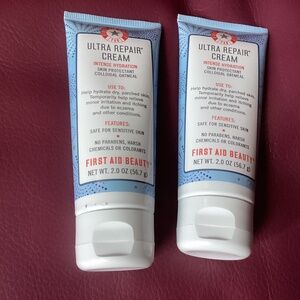 ULTRA REPAIR®
CREAM
INTENSE HYDRATION
SKIN PROTECTANT
COLLOIDAL OATMEAL
USE TO:
Help hydrate dry, parched skin.
Temporarily help relieve
minor irritation and itching
due to eczema
and other conditions.
FEATURES:
SAFE FOR SENSITIVE SKIN
NO PARABENS, HARSH
CHEMICALS OR COLORANTS
FIRST AID BEAUTY®
NET WT. 2.0 OZ (56.7 g)
ULTRA REPAIR®
CREAM
INTENSE HYDRATION
SKIN PROTECTANT
COLLOIDAL OATMEAL
USE TO:
Help hydrate dry, parched skin.
Temporarily help relieve
minor irritation and itching
due to eczema
and other conditions.
FEATURES:
SAFE FOR SENSITIVE SKIN
NO PARABENS, HARSH
CHEMICALS OR COLORANTS
FIRST AID BEAUTY®
NET WT. 2.0 OZ (56.7 g)